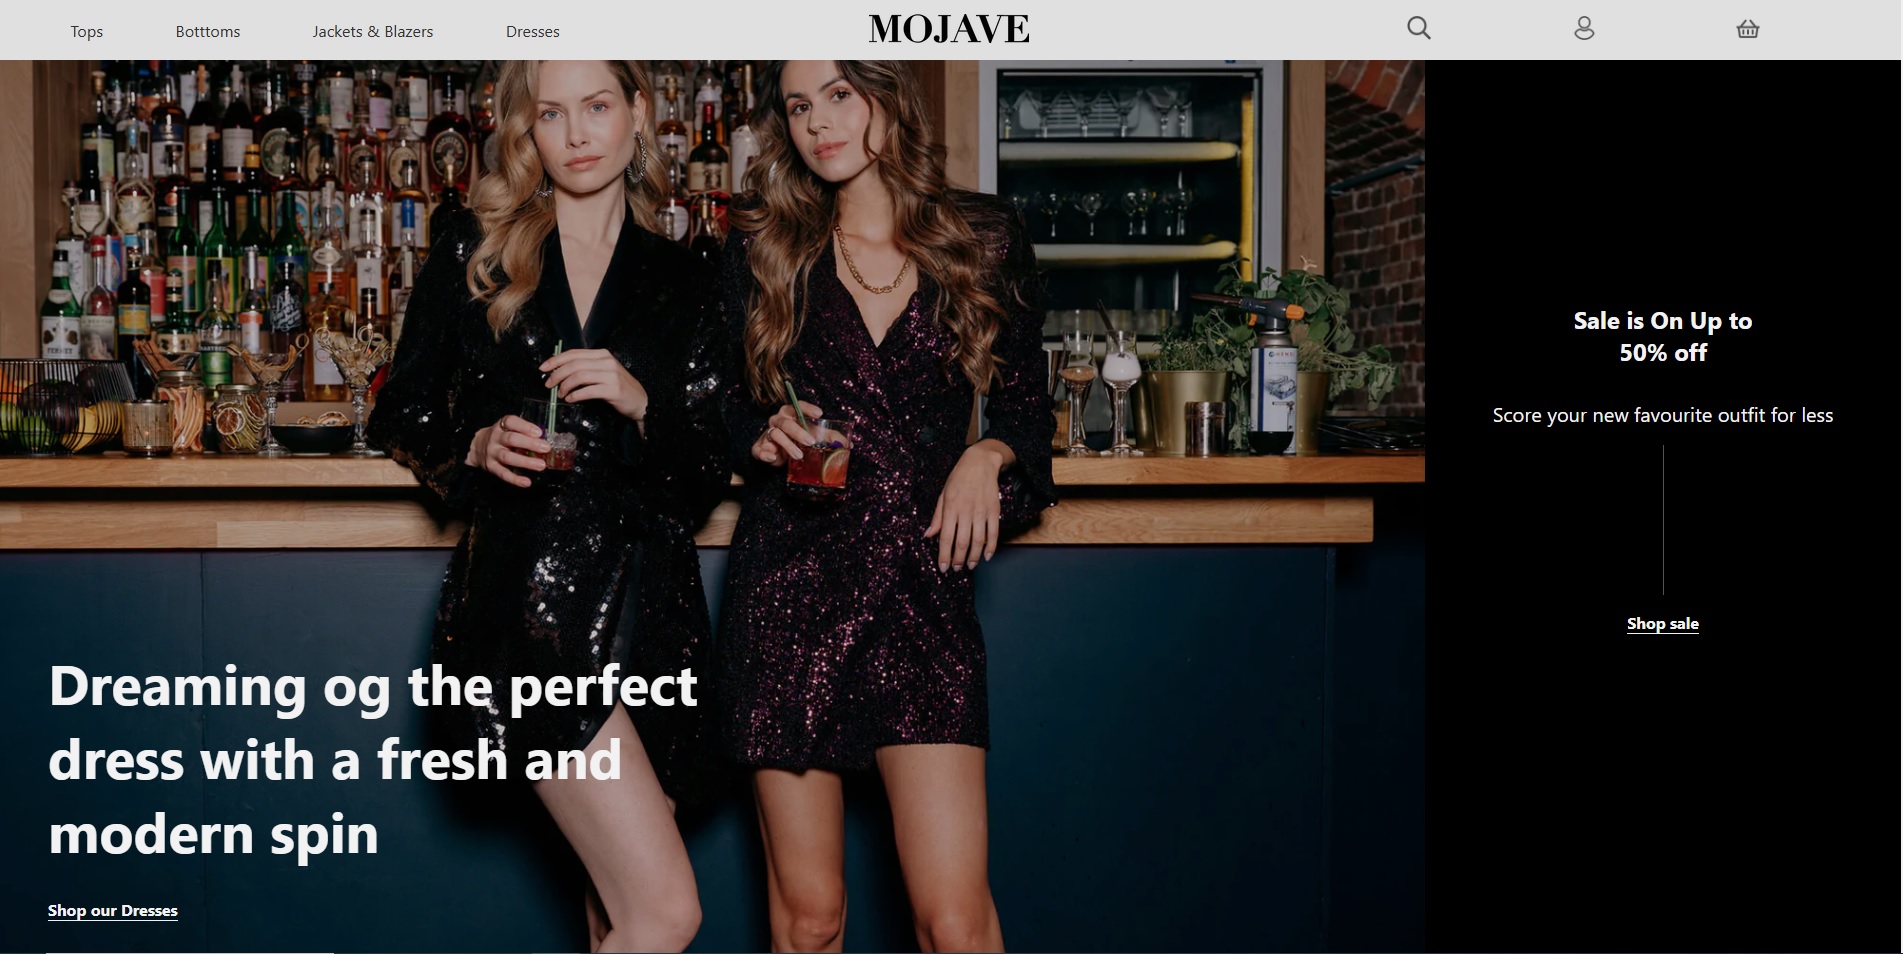 Tops
Botttoms
Jackets & Blazers
Dresses
MOJAVE
Sale is On Up to
50% off
Score your new favourite outfit for less
Shop sale
Dreaming og the perfect
dress with a fresh and
modern spin
Shop our Dresses